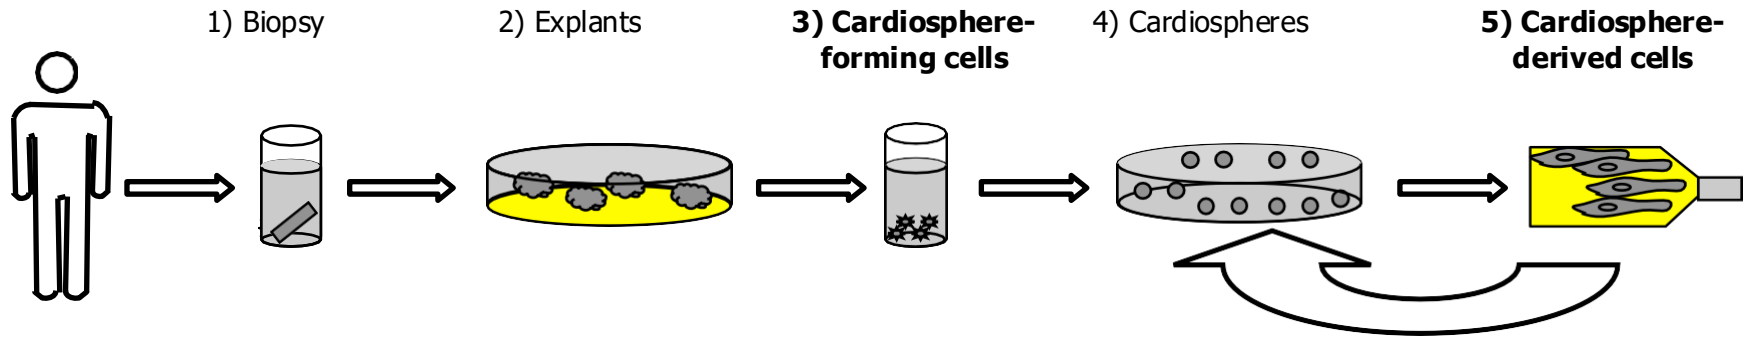 1) Biopsy
2) Explants
3) Cardiosphere-
forming cells
4) Cardiospheres
5) Cardiosphere-
derived cells